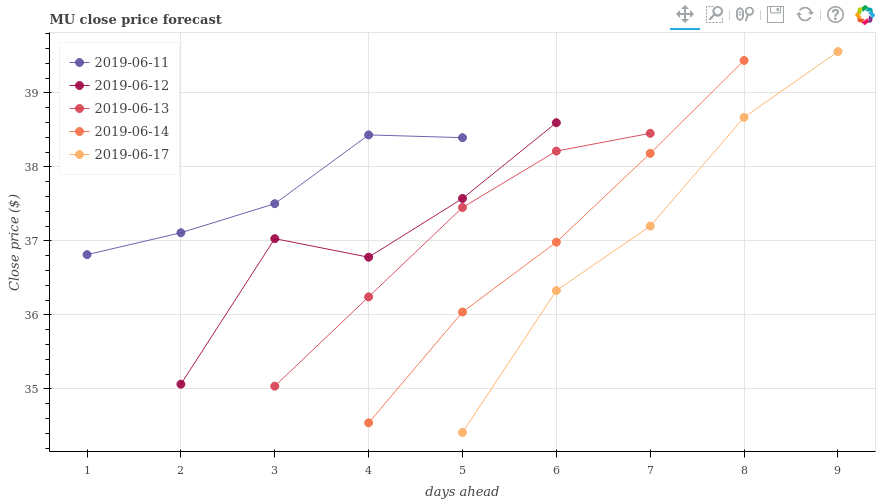 MU close price forecast
2019-06-11
2019-06-12
2019-06-13
2019-06-14
2019-06-17
Close price ($)
39
38
37
36
35
1 2 3 4 5 6 7 8 9
days ahead